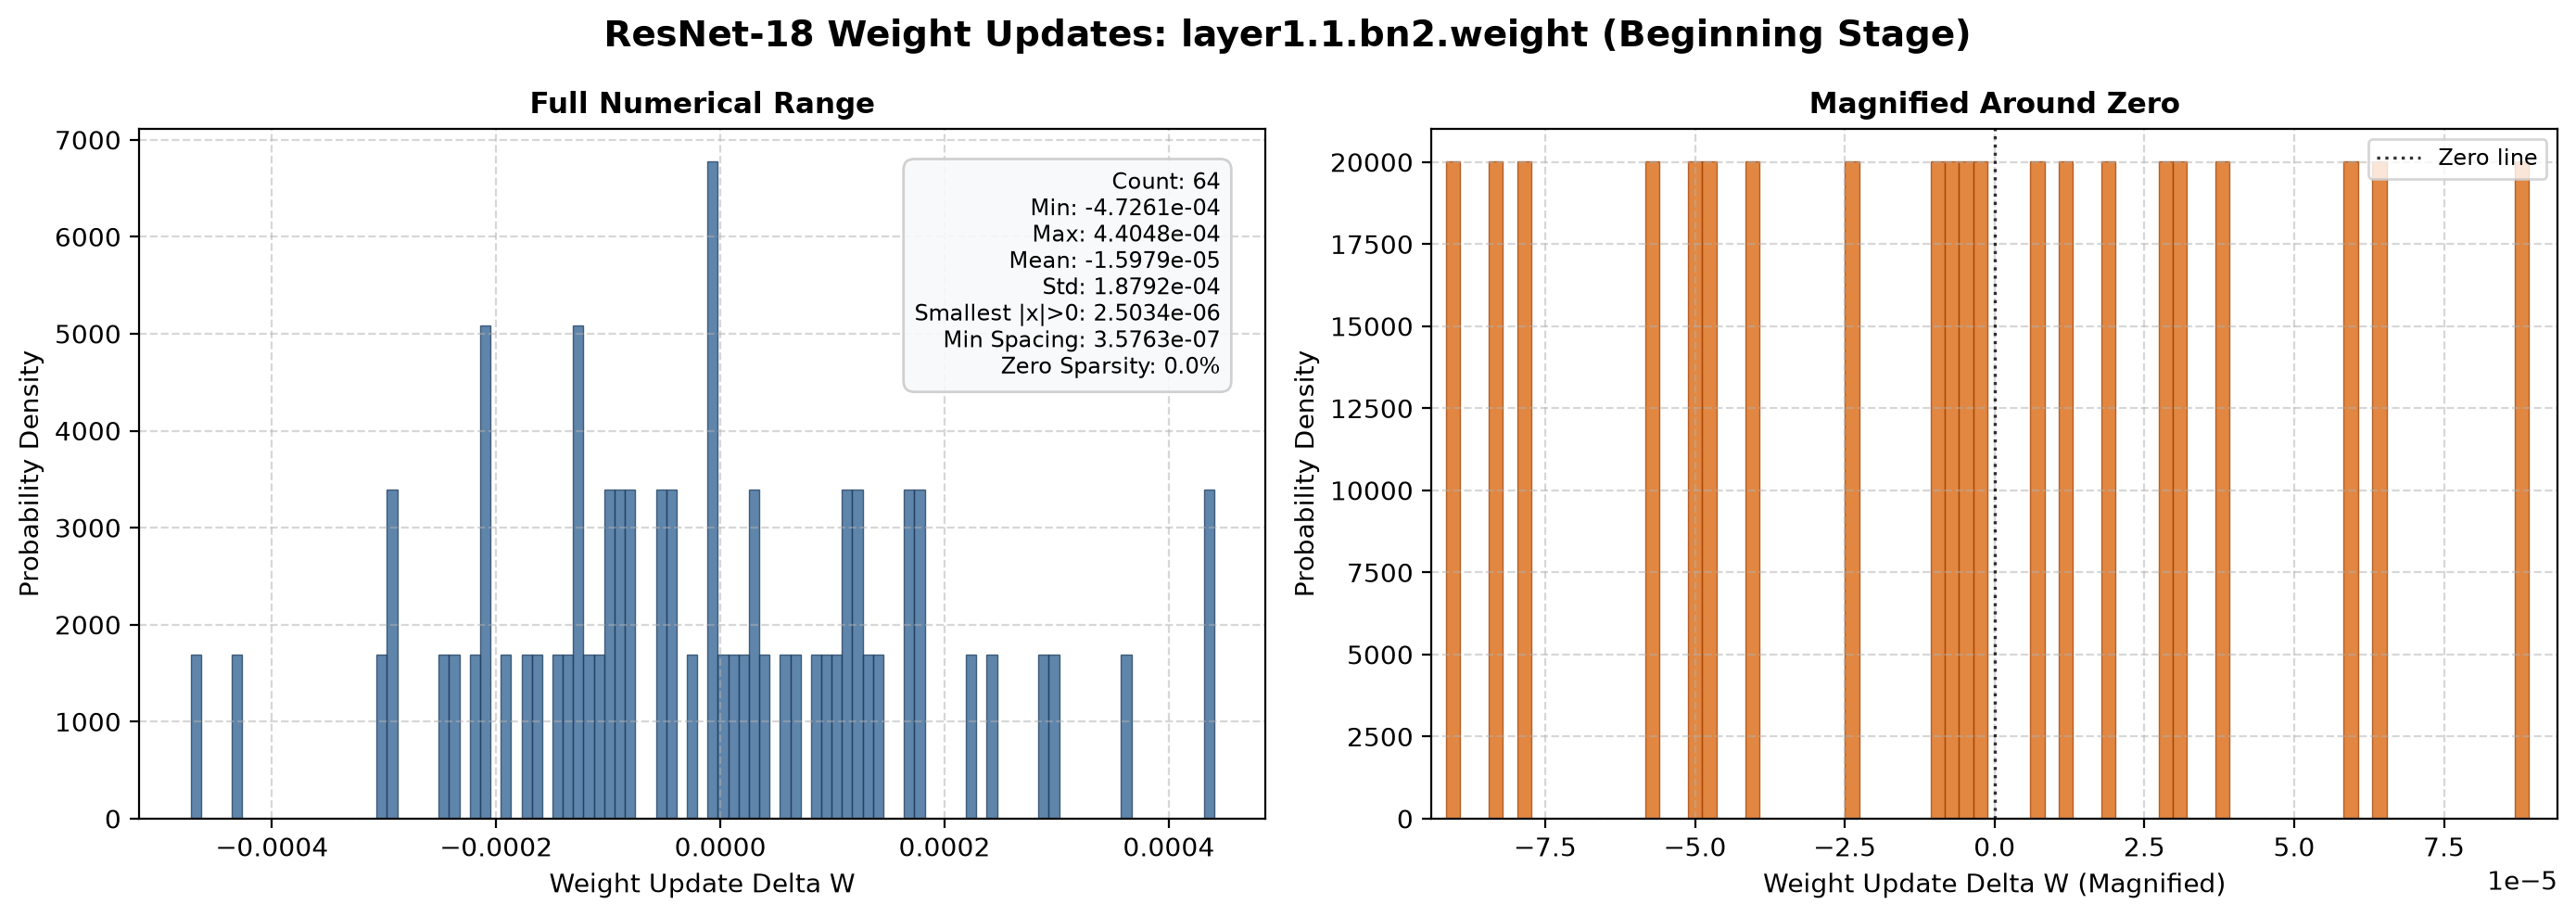 ResNet-18 Weight Updates: layer1.1.bn2.weight (Beginning Stage)
Full Numerical Range
7000
6000
5000
4000
3000
2000
1000
0
Probability Density
Count: 64
Min: -4.7261e-04
Max: 4.4048e-04
Mean: -1.5979e-05
Std: 1.8792e-04
Smallest |x|>0: 2.5034e-06
Min Spacing: 3.5763e-07
Zero Sparsity: 0.0%
−0.0004 −0.0002 0.0000 0.0002 0.0004
Weight Update Delta W
Magnified Around Zero
20000
17500
15000
12500
10000
7500
5000
2500
0
Probability Density
Zero line
−7.5 −5.0 −2.5 0.0 2.5 5.0 7.5
1e−5
Weight Update Delta W (Magnified)